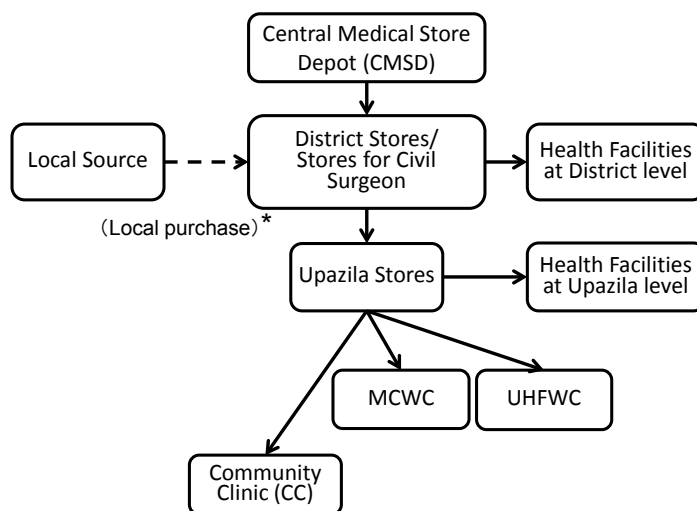 Central Medical Store
Depot (CMSD)
Local Source
District Stores/
Stores for Civil
Surgeon
Health Facilities
at District level
（Local purchase）*
Upazila Stores
Health Facilities
at Upazila level
MCWC
UHFWC
Community
Clinic (CC)